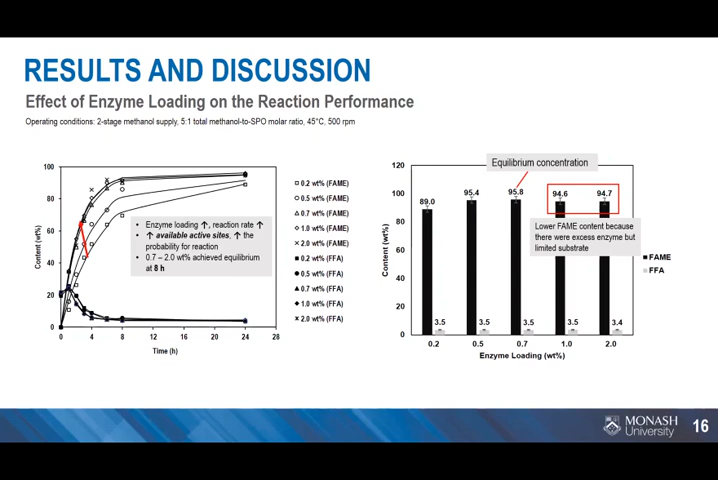 RESULTS AND DISCUSSION
Effect of Enzyme Loading on the Reaction Performance
Operating conditions: 2-stage methanol supply, 5:1 total methanol-to-SPO molar ratio, 45°C, 500 rpm
100
80
60
40
20
0
Content (wt%)
0
4
8
12
16
20
24
28
Time (h)
• Enzyme loading ↑, reaction rate ↑
• ↑ available active sites, ↑ the
probability for reaction
• 0.7 – 2.0 wt% achieved equilibrium
at 8 h
□ 0.2 wt% (FAME)
○ 0.5 wt% (FAME)
△ 0.7 wt% (FAME)
◇ 1.0 wt% (FAME)
× 2.0 wt% (FAME)
■ 0.2 wt% (FFA)
● 0.5 wt% (FFA)
▲ 0.7 wt% (FFA)
◆ 1.0 wt% (FFA)
× 2.0 wt% (FFA)
120
100
80
60
40
20
0
Content (wt%)
Equilibrium concentration
89.0
95.4
95.8
94.6
94.7
Lower FAME content because
there were excess enzyme but
limited substrate
3.5
3.5
3.5
3.5
3.4
0.2
0.5
0.7
1.0
2.0
Enzyme Loading (wt%)
■ FAME
■ FFA
MONASH
University
16